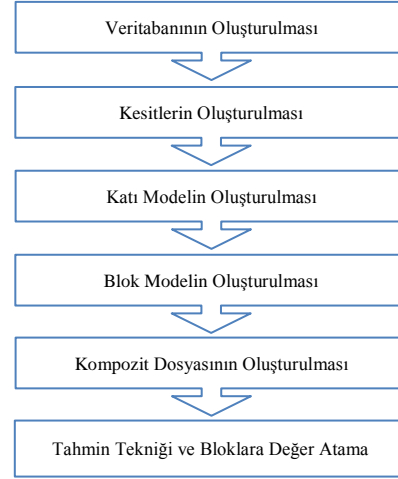 Veritabanının Oluşturulması
Kesitlerin Oluşturulması
Katı Modelin Oluşturulması
Blok Modelin Oluşturulması
Kompozit Dosyasının Oluşturulması
Tahmin Tekniği ve Bloklara Değer Atama